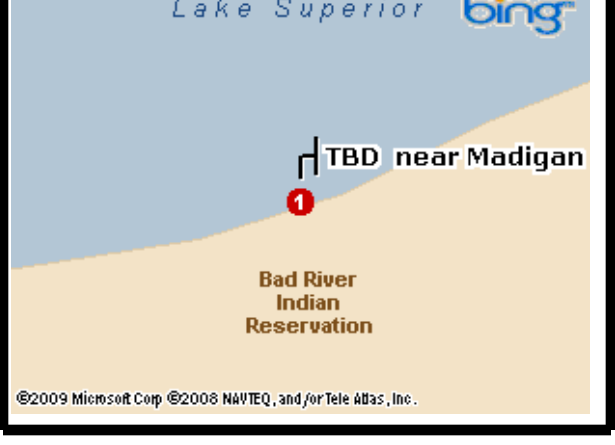 Lake Superior
bing™
TBD near Madigan
1
Bad River
Indian
Reservation
©2009 Microsoft Corp ©2008 NAVTEQ, and/or Tele Atlas, Inc.